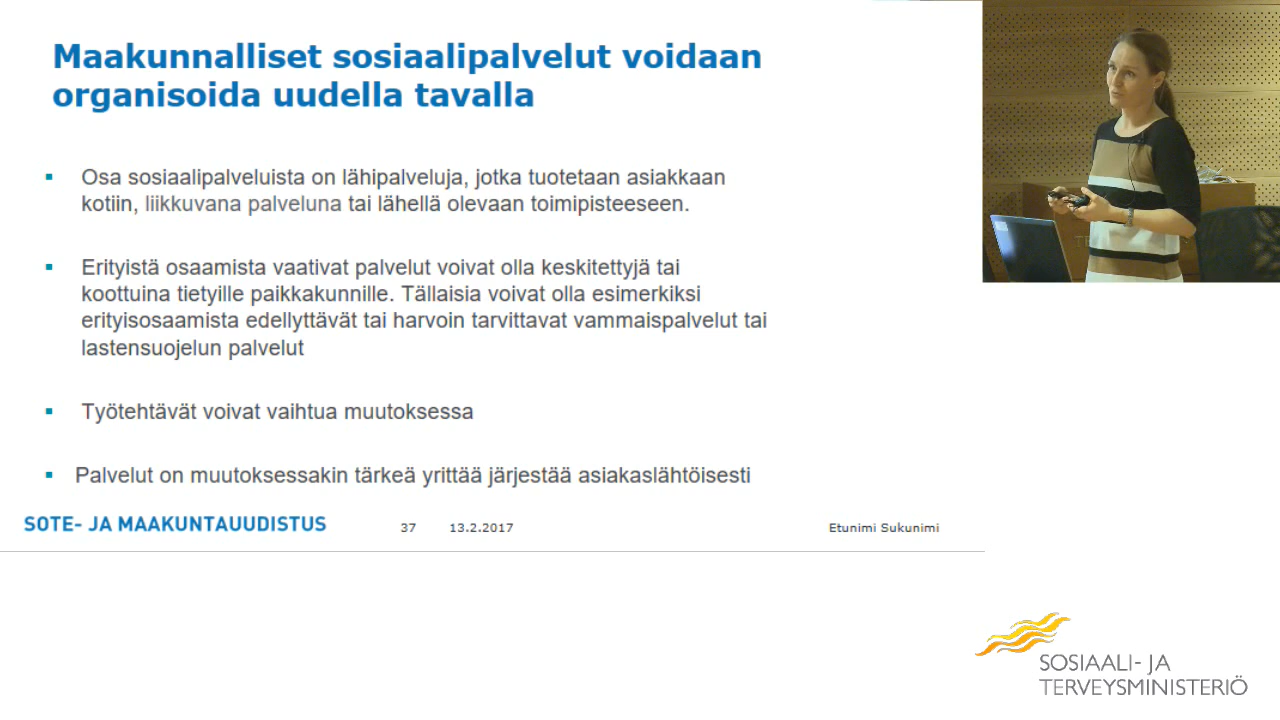 Maakunnalliset sosiaalipalvelut voidaan
organisoida uudella tavalla
▪ Osa sosiaalipalveluista on lähipalveluja, jotka tuotetaan asiakkaan
kotiin, liikkuvana palveluna tai lähellä olevaan toimipisteeseen.
▪ Erityistä osaamista vaativat palvelut voivat olla keskitettyjä tai
koottuina tietyille paikkakunnille. Tällaisia voivat olla esimerkiksi
erityisosaamista edellyttävät tai harvoin tarvittavat vammaispalvelut tai
lastensuojelun palvelut
▪ Työtehtävät voivat vaihtua muutoksessa
▪ Palvelut on muutoksessakin tärkeä yrittää järjestää asiakaslähtöisesti
SOTE- JA MAAKUNTAUUDISTUS 37 13.2.2017 Etunimi Sukunimi
SOSIAALI- JA
TERVEYSMINISTERIÖ